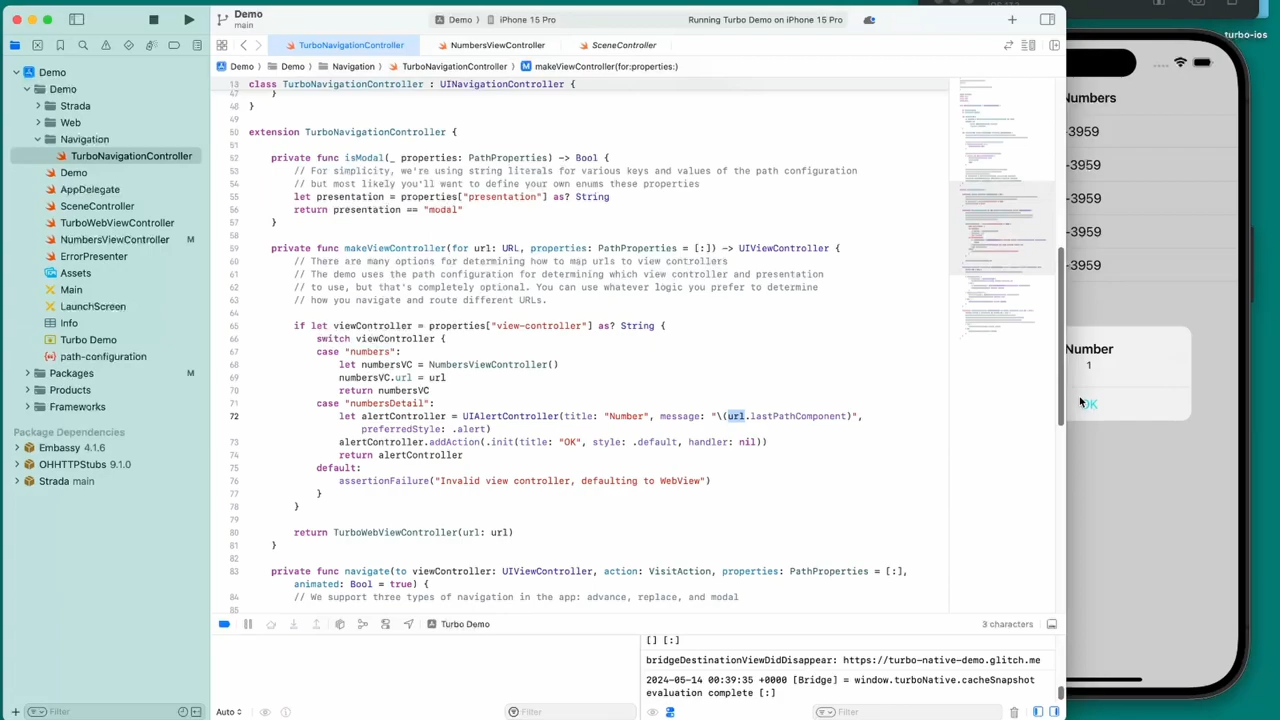 Demo
main
Demo
iPhone 15 Pro
Running Turbo Demo on iPhone 15 Pro
turbo-ios
TurboNavigationController
NumbersViewController
SceneController
Demo
Demo
Navigation
TurboNavigationController
M makeViewController(for:properties:)
Demo
Demo
Strada
Web
Navigation
TurboNavigationController
Demo
AppDelegate
SceneController
TurboWebViewController
NumbersViewController
M
ErrorPresenter
Assets
Main
LaunchScreen
Info
Turbo Demo
path-configuration
Packages
M
Products
Frameworks
Package Dependencies
Embassy 4.1.6
OHHTTPStubs 9.1.0
Strada main
Filter
13 class TurboNavigationController : UINavigationController {
47 }
48 }
49
50 extension TurboNavigationController {
51
52 private func isModal(_ properties: PathProperties) -> Bool {
53 // For simplicity, we're using string literals for various keys and values of the path configuration
54 // but most likely you'll want to define your own enums these properties
55 let presentation = properties["presentation"] as? String
56 return presentation == "modal"
57 }
58
59 private func makeViewController(for url: URL, properties: PathProperties = [:]) -> UIViewController {
60 // There are many options for determining how to map urls to view controllers
61 // The demo uses the path configuration for determining which view controller and presentation
62 // to use, but that's completely optional. You can use whatever logic you prefer to determine
63 // how you navigate and route different URLs.
64
65 if let viewController = properties["view-controller"] as? String {
66 switch viewController {
67 case "numbers":
68 let numbersVC = NumbersViewController()
69 numbersVC.url = url
70 return numbersVC
71 case "numbersDetail":
72 let alertController = UIAlertController(title: "Number", message: "\(url.lastPathComponent)",
preferredStyle: .alert)
73 alertController.addAction(.init(title: "OK", style: .default, handler: nil))
74 return alertController
75 default:
76 assertionFailure("Invalid view controller, defaulting to WebView")
77 }
78 }
79
80 return TurboWebViewController(url: url)
81 }
82
83 private func navigate(to viewController: UIViewController, action: VisitAction, properties: PathProperties = [:],
animated: Bool = true) {
84 // We support three types of navigation in the app: advance, replace, and modal
85
Turbo Demo
3 characters
[] [:]
bridgeDestinationViewDidDisappear: https://turbo-native-demo.glitch.me
2024-05-14 00:39:35 +0000 [Bridge] = window.turboNative.cacheSnapshot
evaluation complete [:]
Auto
Filter
Filter
Numbers
-3959
-3959
-3959
-3959
-3959
Number
1
OK